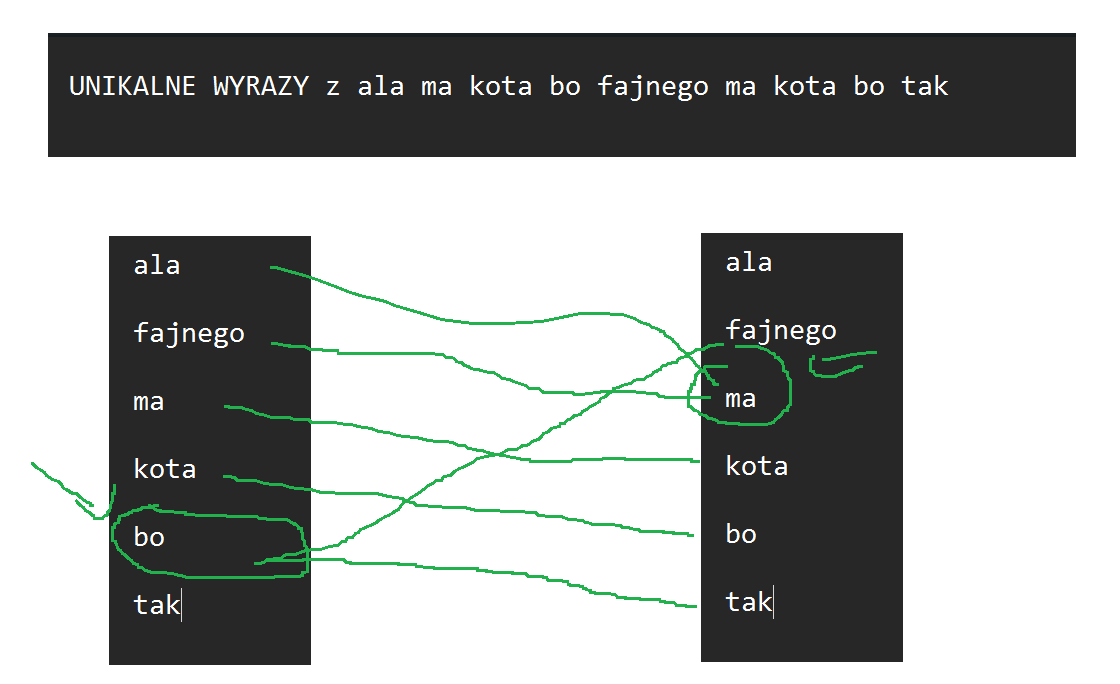 UNIKALNE WYRAZY z ala ma kota bo fajnego ma kota bo tak
ala
fajnego
ma
kota
bo
tak
ala
fajnego
ma
kota
bo
tak